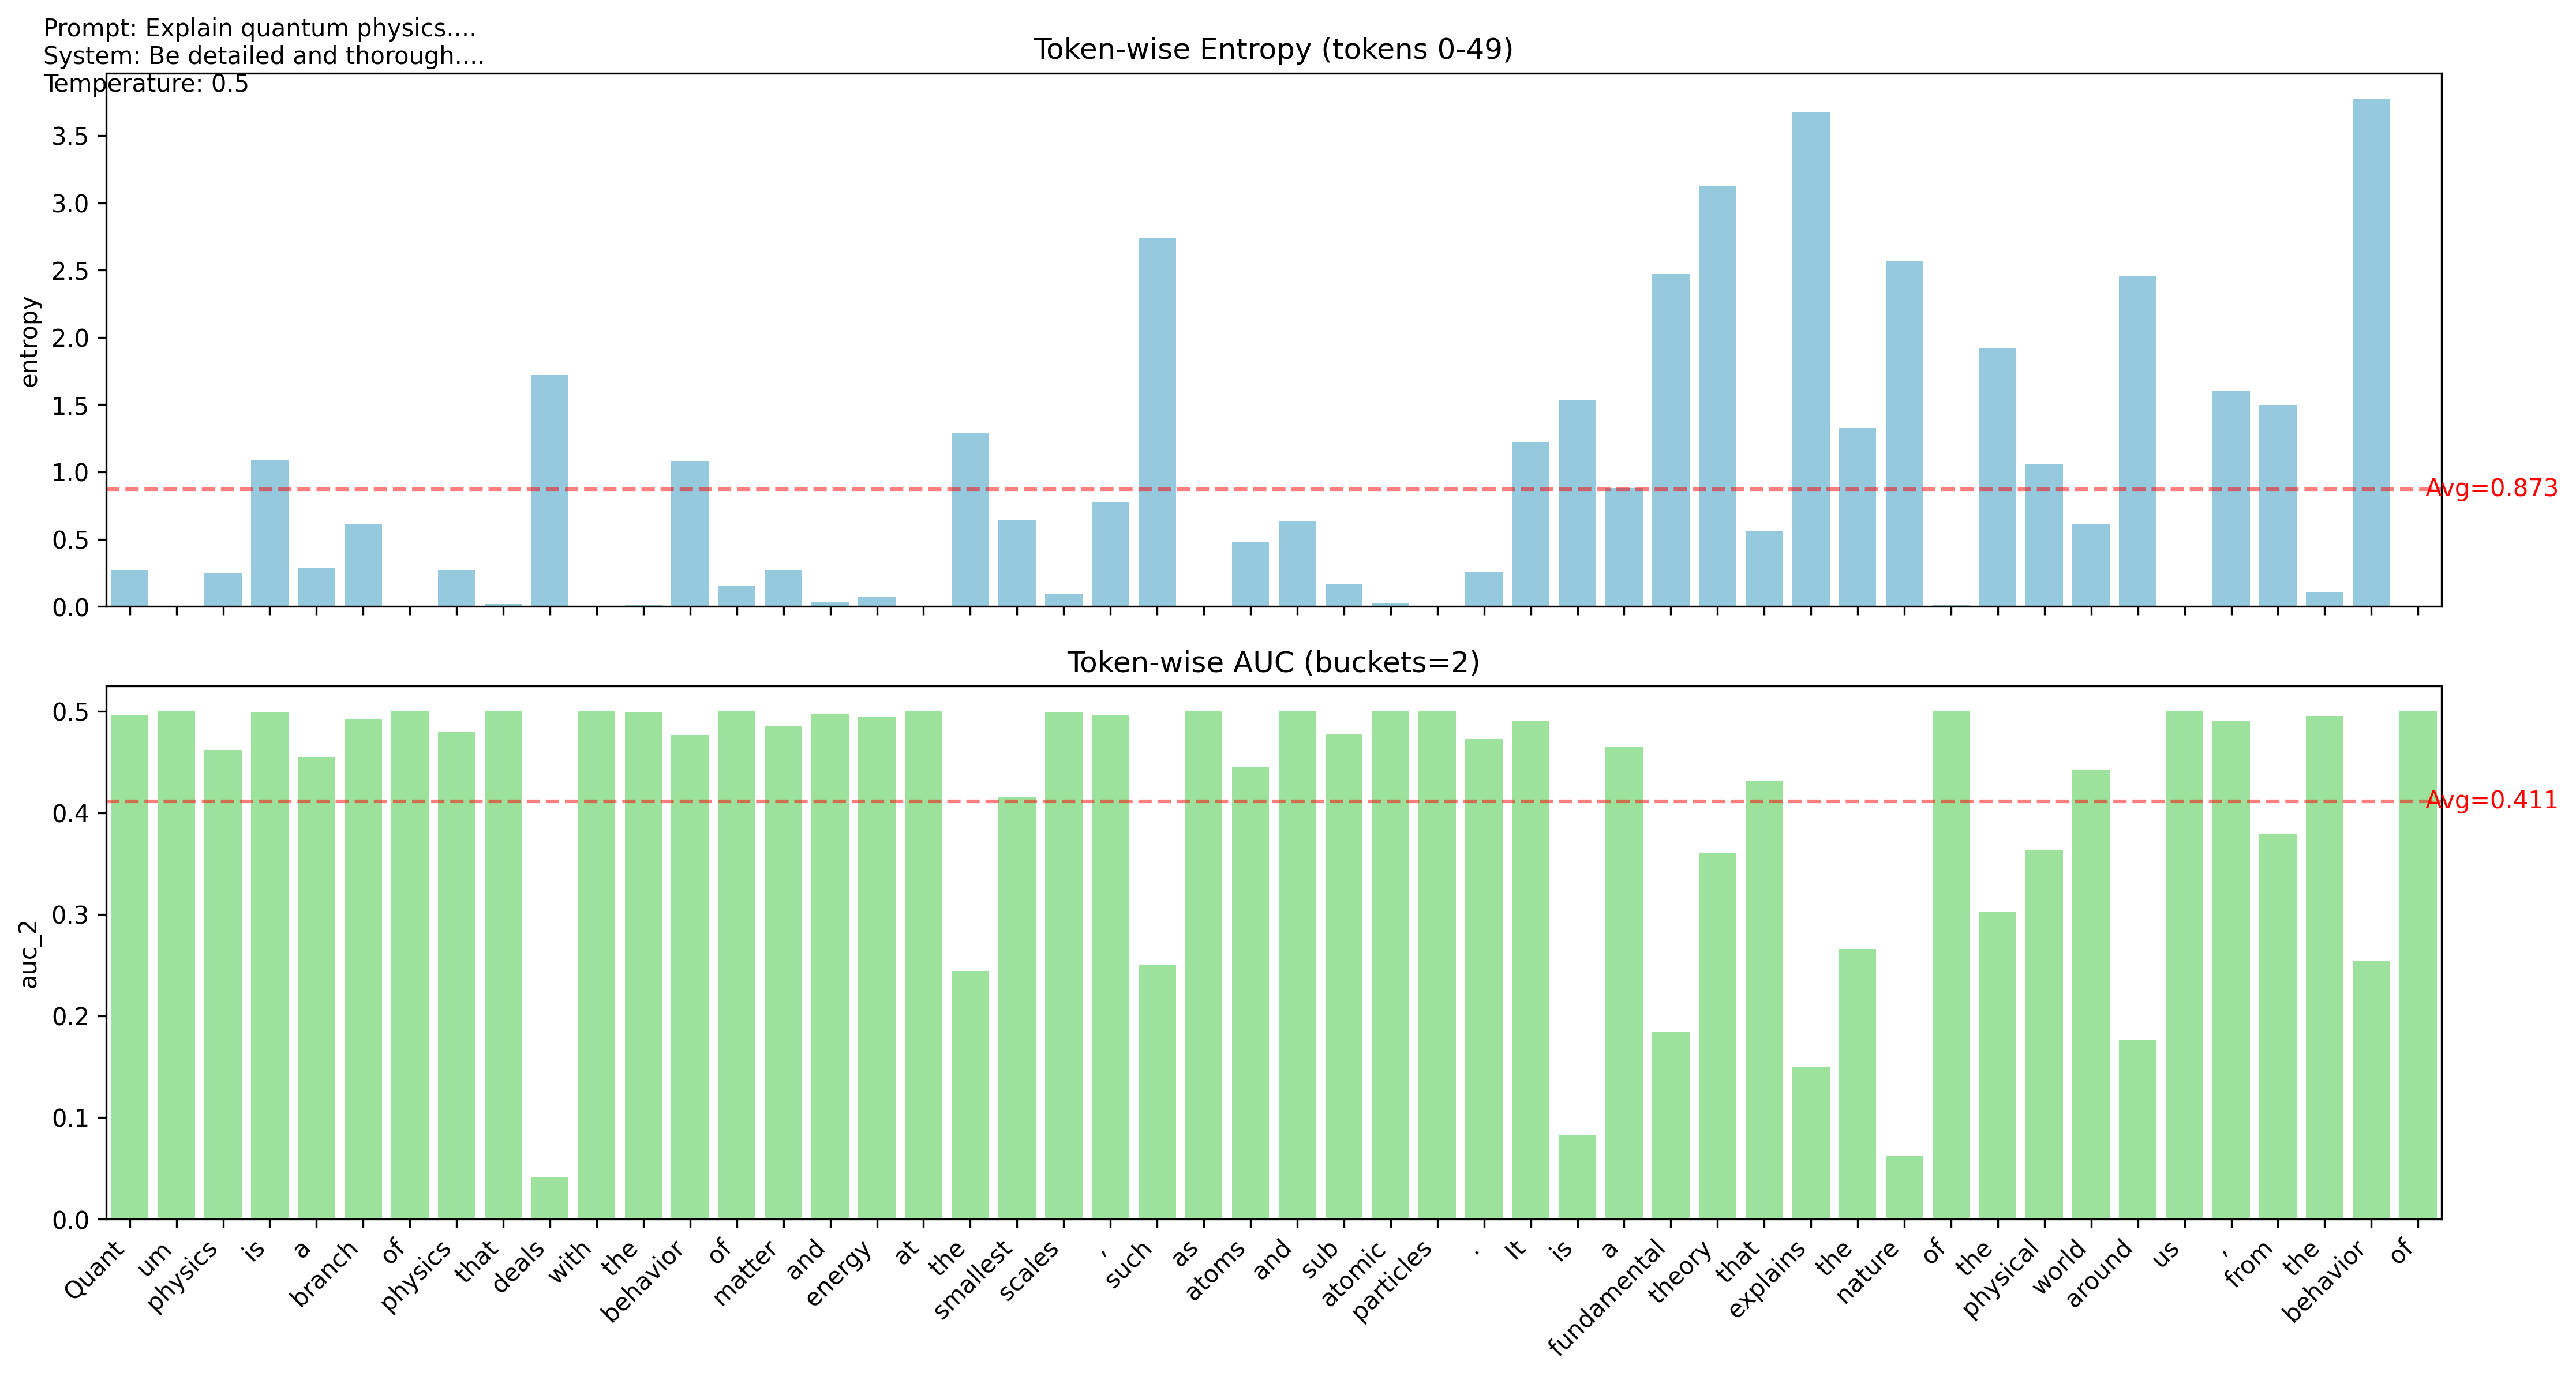 Prompt: Explain quantum physics....
System: Be detailed and thorough....
Temperature: 0.5
Token-wise Entropy (tokens 0-49)
entropy
3.5
3.0
2.5
2.0
1.5
1.0
0.5
0.0
Avg=0.873
Token-wise AUC (buckets=2)
auc_2
0.5
0.4
0.3
0.2
0.1
0.0
Avg=0.411
Quant
um
physics
is
a
branch
of
physics
that
deals
with
the
behavior
of
matter
and
energy
at
the
smallest
scales
,
such
as
atoms
and
sub
atomic
particles
.
It
is
a
fundamental
theory
that
explains
the
nature
of
the
physical
world
around
us
,
from
the
behavior
of